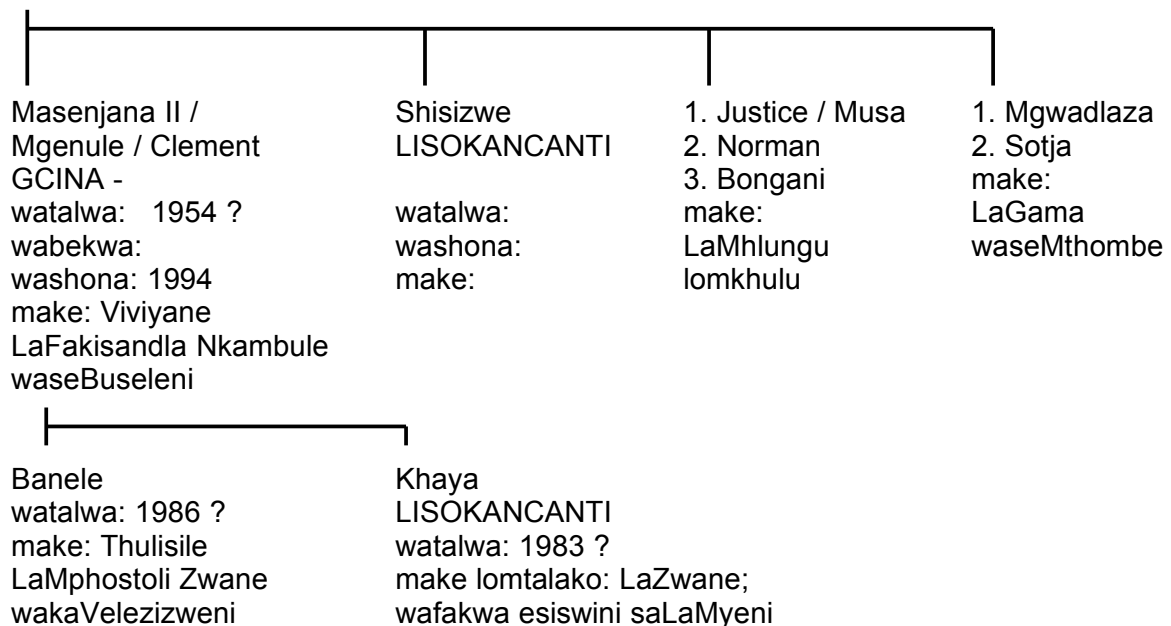 Masenjana II /
Mgenule / Clement
GCINA -
watalwa:   1954 ?
wabekwa:
washona: 1994
make: Viviyane
LaFakisandla Nkambule
waseBuseleni
Shisizwe
LISOKANCANTI
watalwa:
washona:
make:
1. Justice / Musa
2. Norman
3. Bongani
make:
LaMhlungu
lomkhulu
1. Mgwadlaza
2. Sotja
make:
LaGama
waseMthombe
Banele
watalwa: 1986 ?
make: Thulisile
LaMphostoli Zwane
wakaVelezizweni
Khaya
LISOKANCANTI
watalwa: 1983 ?
make lomtalako: LaZwane;
wafakwa esiswini saLaMyeni